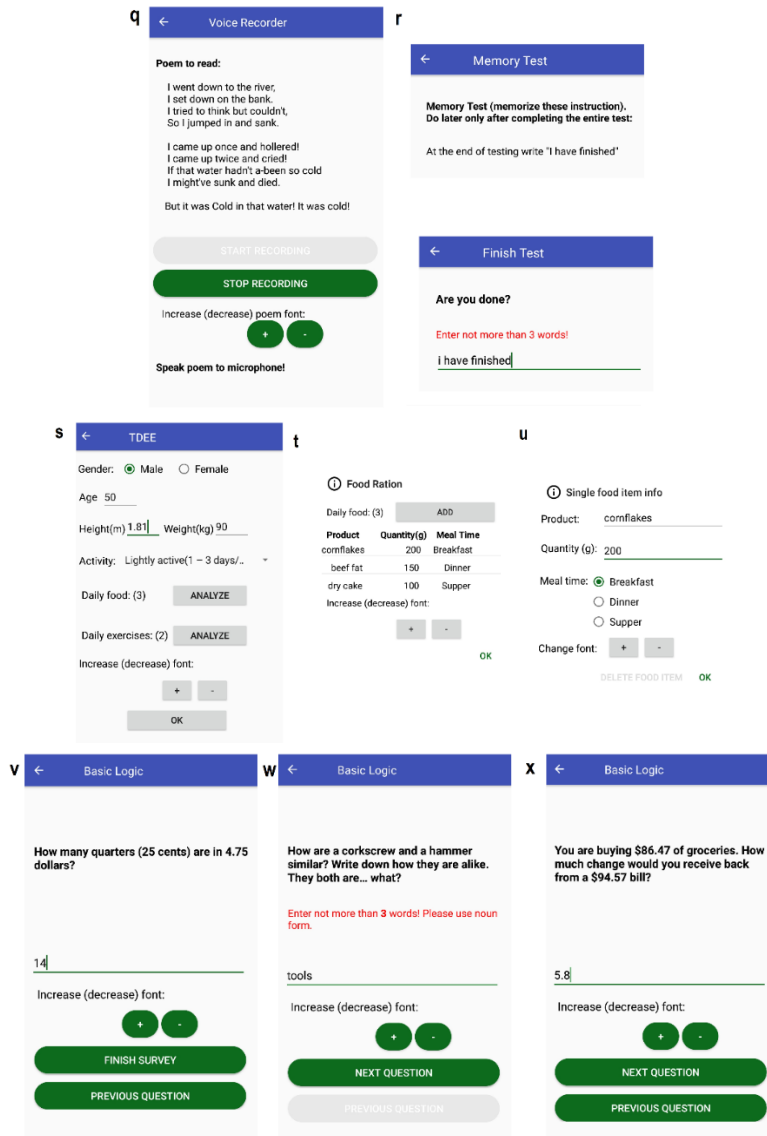 q
Voice Recorder
Poem to read:
I went down to the river,
I set down on the bank.
I tried to think but couldn't,
So I jumped in and sank.
I came up once and hollered!
I came up twice and cried!
If that water hadn't a-been so cold
I might've sunk and died.
But it was Cold in that water! It was cold!
START RECORDING
STOP RECORDING
Increase (decrease) poem font:
+ -
Speak poem to microphone!
r
Memory Test
Memory Test (memorize these instruction).
Do later only after completing the entire test:
At the end of testing write "I have finished"
Finish Test
Are you done?
Enter not more than 3 words!
i have finished
s
TDEE
Gender: Male Female
Age 50
Height(m) 1.81 Weight(kg) 90
Activity: Lightly active(1 – 3 days/..
Daily food: (3) ANALYZE
Daily exercises: (2) ANALYZE
Increase (decrease) font:
+ -
OK
t
Food Ration
Daily food: (3) ADD
Product Quantity(g) Meal Time
cornflakes 200 Breakfast
beef fat 150 Dinner
dry cake 100 Supper
Increase (decrease) font:
+ -
OK
u
Single food item info
Product: cornflakes
Quantity (g): 200
Meal time: Breakfast
Dinner
Supper
Change font: + -
DELETE FOOD ITEM OK
v
Basic Logic
How many quarters (25 cents) are in 4.75
dollars?
14
Increase (decrease) font:
+ -
FINISH SURVEY
PREVIOUS QUESTION
w
Basic Logic
How are a corkscrew and a hammer
similar? Write down how they are alike.
They both are... what?
Enter not more than 3 words! Please use noun
form.
tools
Increase (decrease) font:
+ -
NEXT QUESTION
PREVIOUS QUESTION
x
Basic Logic
You are buying $86.47 of groceries. How
much change would you receive back
from a $94.57 bill?
5.8
Increase (decrease) font:
+ -
NEXT QUESTION
PREVIOUS QUESTION